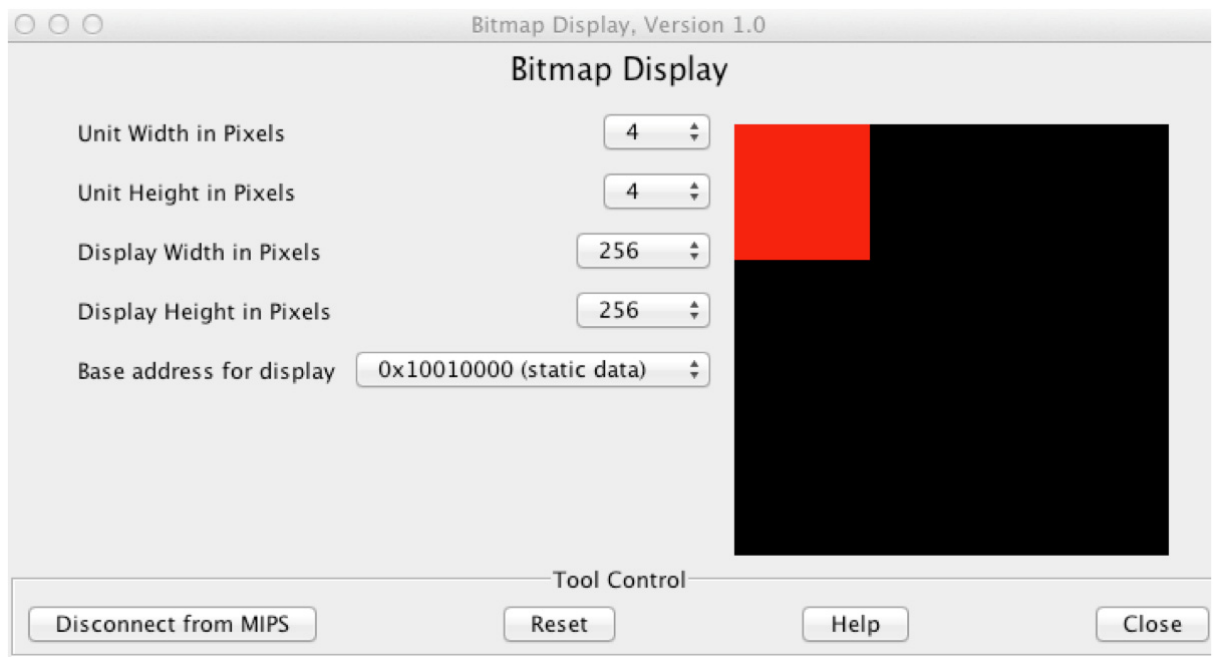 Bitmap Display, Version 1.0
Bitmap Display
Unit Width in Pixels 4
Unit Height in Pixels 4
Display Width in Pixels 256
Display Height in Pixels 256
Base address for display 0x10010000 (static data)
Tool Control
Disconnect from MIPS Reset Help Close